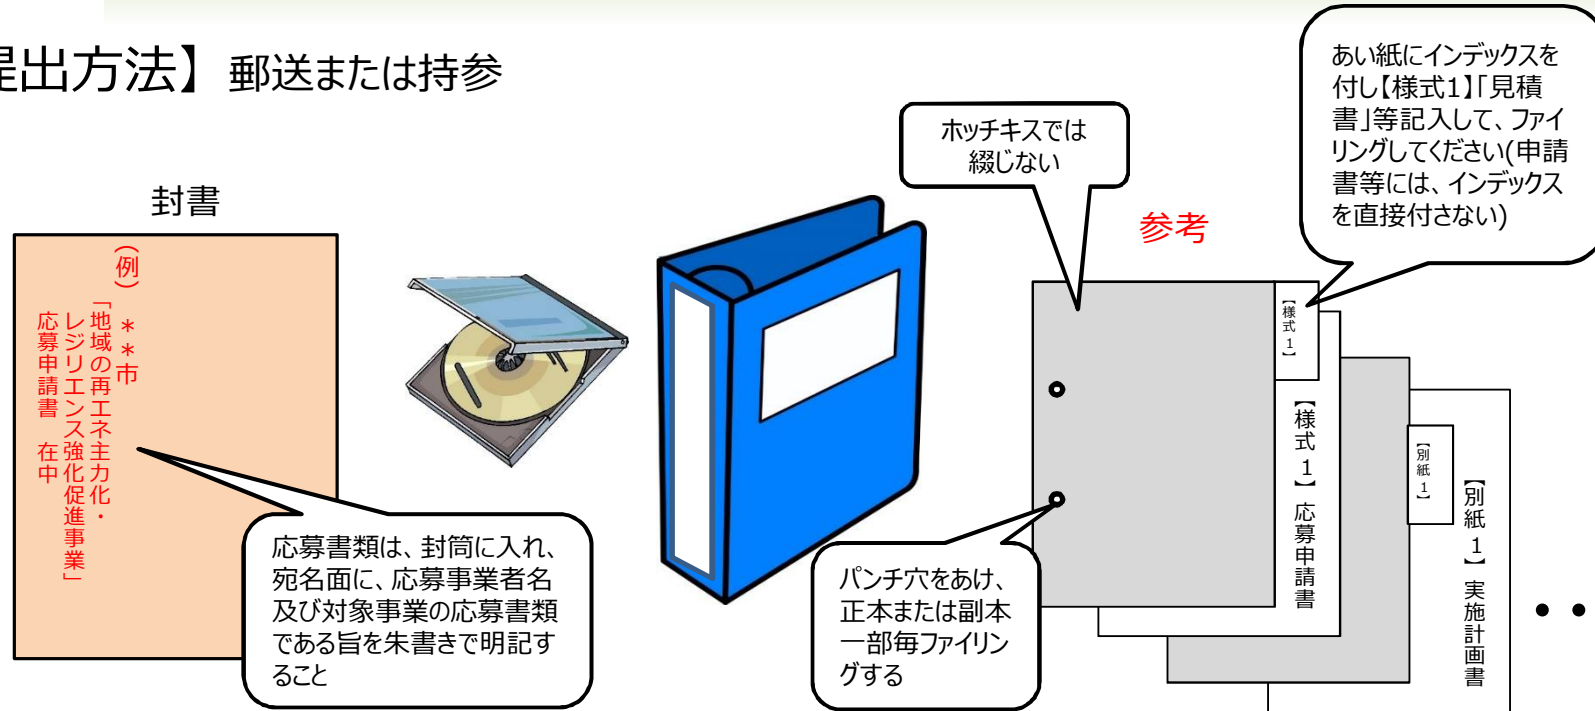 提出方法】郵送または持参
封書
（例）
＊＊市
「地域の再エネ主力化・
レジリエンス強化促進事業」
応募申請書　在中
応募書類は、封筒に入れ、
宛名面に、応募事業者名
及び対象事業の応募書類
である旨を朱書きで明記す
ること
ホッチキスでは
綴じない
参考
あい紙にインデックスを
付し【様式1】「見積
書」等記入して、ファイ
リングしてください(申請
書等には、インデックス
を直接付さない)
【様式1】
【様式1】応募申請書
【別紙1】
【別紙1】実施計画書
・・
パンチ穴をあけ、
正本または副本
一部毎ファイリン
グする